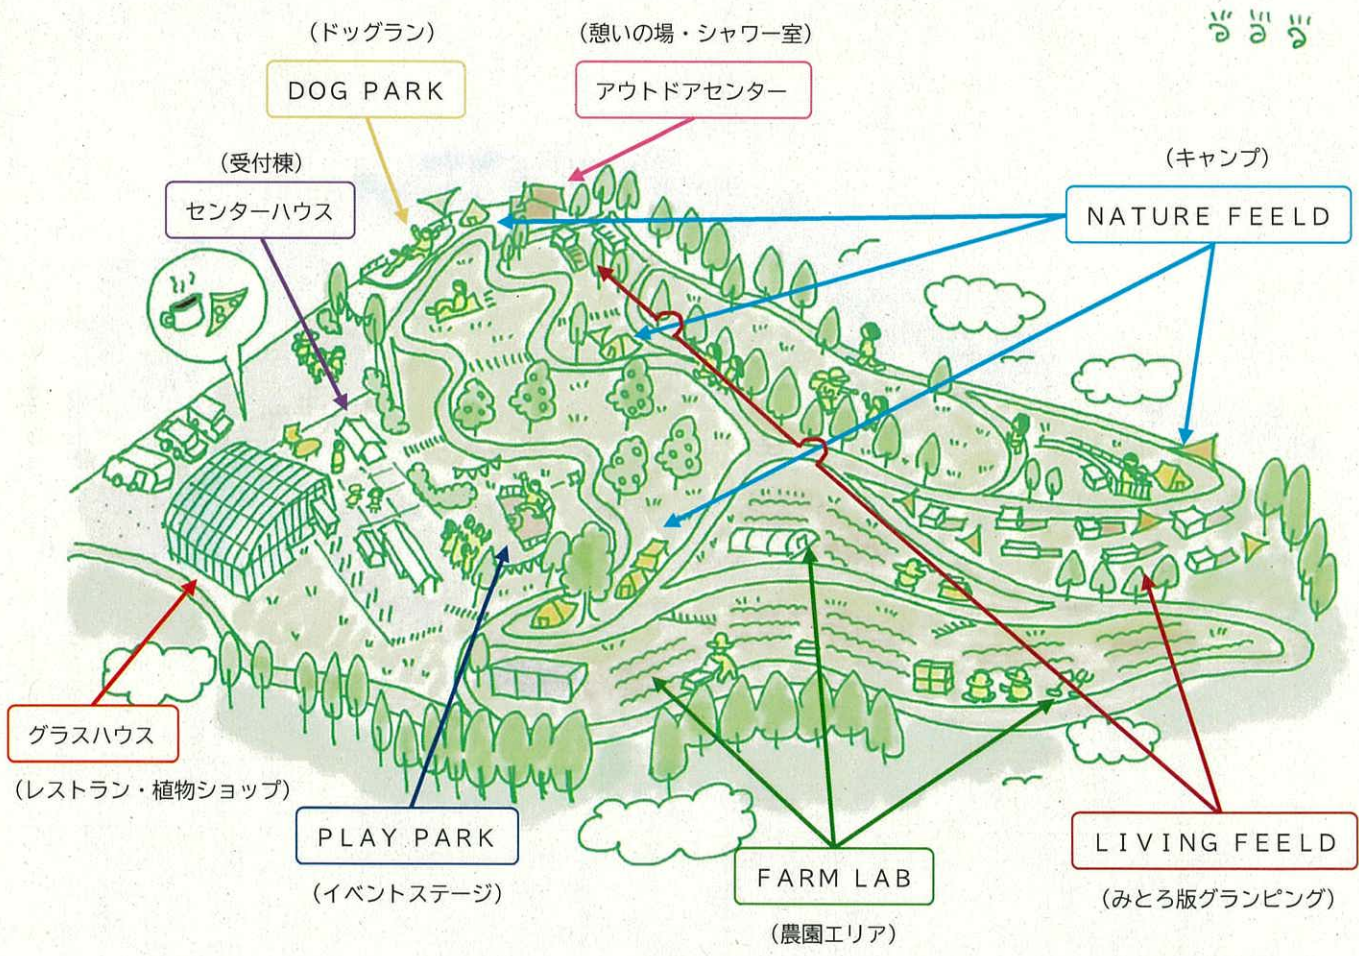 （ドッグラン）
DOG PARK
（憩いの場・シャワー室）
アウトドアセンター
（受付棟）
センターハウス
（キャンプ）
NATURE FEELD
グラスハウス
（レストラン・植物ショップ）
PLAY PARK
（イベントステージ）
FARM LAB
（農園エリア）
LIVING FEELD
（みとろ版グランピング）